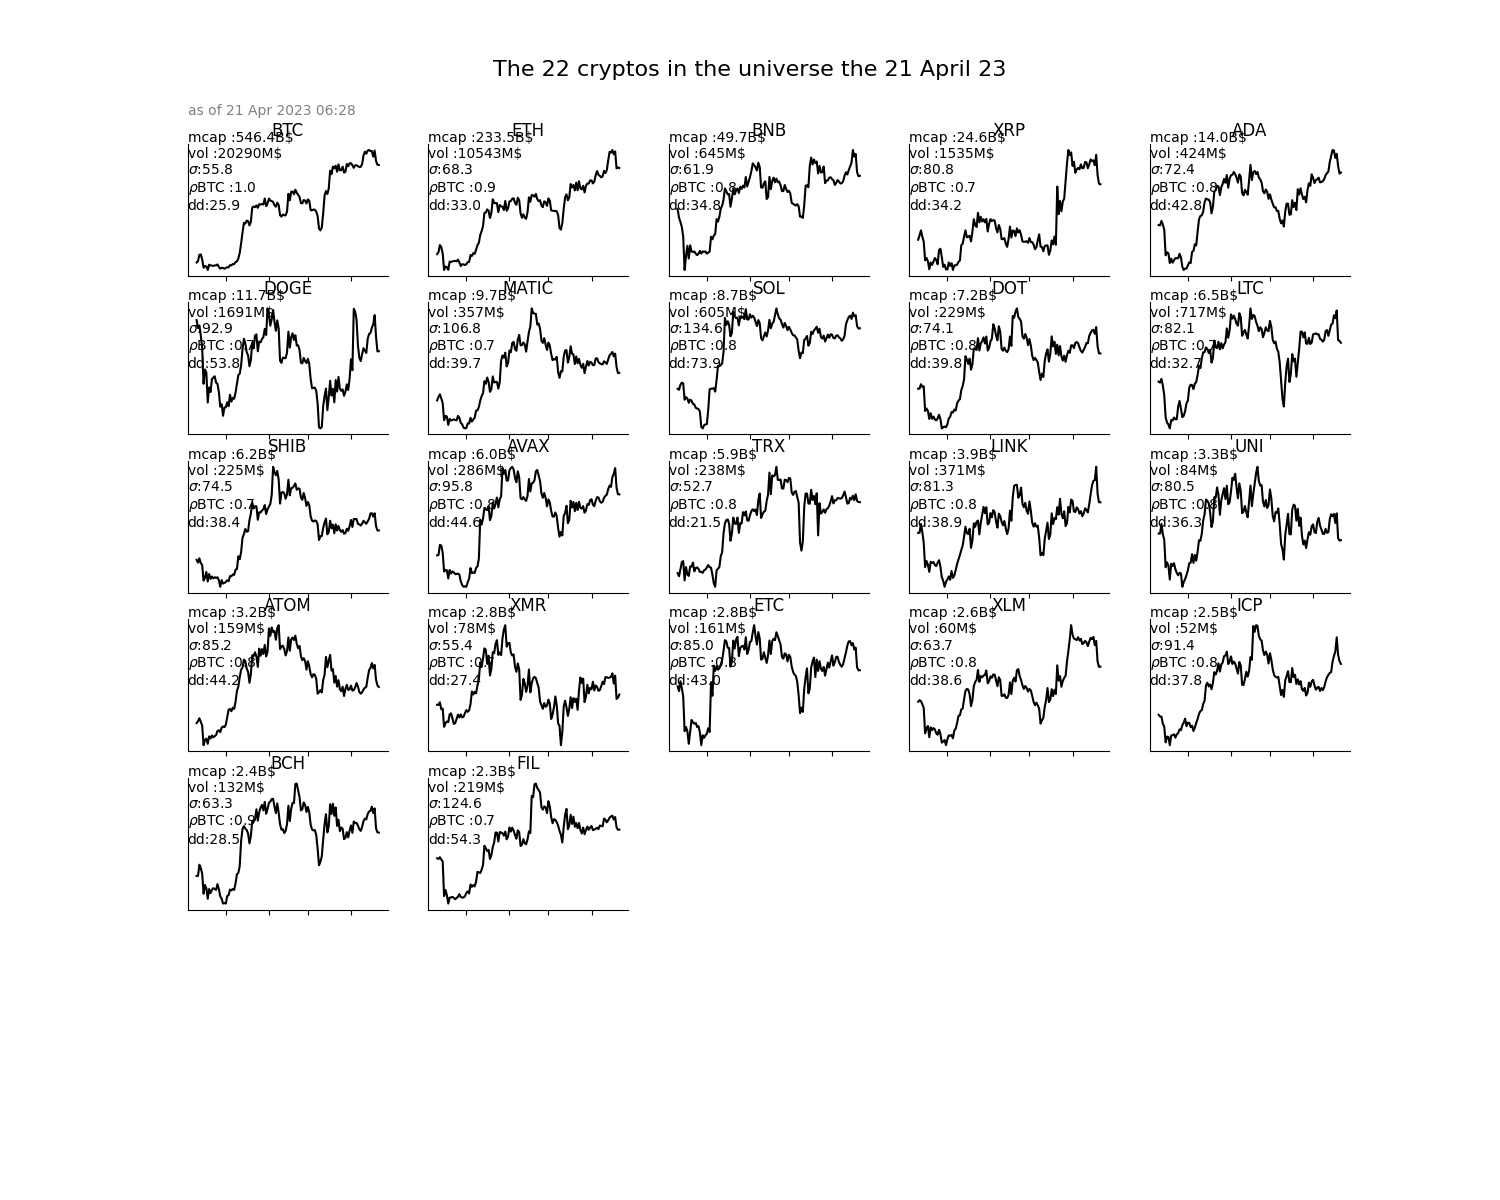 The 22 cryptos in the universe the 21 April 23
as of 21 Apr 2023 06:28
BTC
mcap :546.4B$
vol :20290M$
σ:55.8
ρBTC :1.0
dd:25.9
ETH
mcap :233.5B$
vol :10543M$
σ:68.3
ρBTC :0.9
dd:33.0
BNB
mcap :49.7B$
vol :645M$
σ:61.9
ρBTC :0.8
dd:34.8
XRP
mcap :24.6B$
vol :1535M$
σ:80.8
ρBTC :0.7
dd:34.2
ADA
mcap :14.0B$
vol :424M$
σ:72.4
ρBTC :0.8
dd:42.8
DOGE
mcap :11.7B$
vol :1691M$
σ:92.9
ρBTC :0.7
dd:53.8
MATIC
mcap :9.7B$
vol :357M$
σ:106.8
ρBTC :0.7
dd:39.7
SOL
mcap :8.7B$
vol :605M$
σ:134.6
ρBTC :0.8
dd:73.9
DOT
mcap :7.2B$
vol :229M$
σ:74.1
ρBTC :0.8
dd:39.8
LTC
mcap :6.5B$
vol :717M$
σ:82.1
ρBTC :0.7
dd:32.7
SHIB
mcap :6.2B$
vol :225M$
σ:74.5
ρBTC :0.7
dd:38.4
AVAX
mcap :6.0B$
vol :286M$
σ:95.8
ρBTC :0.8
dd:44.6
TRX
mcap :5.9B$
vol :238M$
σ:52.7
ρBTC :0.8
dd:21.5
LINK
mcap :3.9B$
vol :371M$
σ:81.3
ρBTC :0.8
dd:38.9
UNI
mcap :3.3B$
vol :84M$
σ:80.5
ρBTC :0.8
dd:36.3
ATOM
mcap :3.2B$
vol :159M$
σ:85.2
ρBTC :0.8
dd:44.2
XMR
mcap :2.8B$
vol :78M$
σ:55.4
ρBTC
dd:27.4
ETC
mcap :2.8B$
vol :161M$
σ:85.0
ρBTC :0.8
dd:43.0
XLM
mcap :2.6B$
vol :60M$
σ:63.7
ρBTC :0.8
dd:38.6
ICP
mcap :2.5B$
vol :52M$
σ:91.4
ρBTC :0.8
dd:37.8
BCH
mcap :2.4B$
vol :132M$
σ:63.3
ρBTC :0.9
dd:28.5
FIL
mcap :2.3B$
vol :219M$
σ:124.6
ρBTC :0.7
dd:54.3